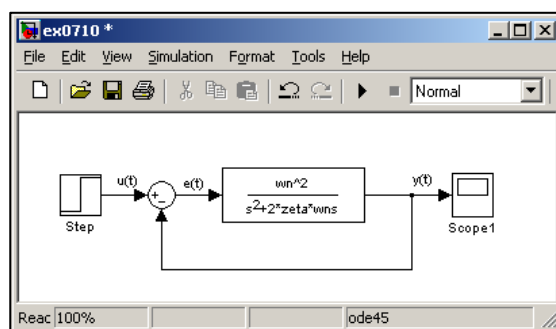 ex0710 *
File Edit View Simulation Format Tools Help
Normal
u(t) e(t) wn^2 y(t)
+ -
s²+2*zeta*wns
Step
Scope1
Reac 100% ode45